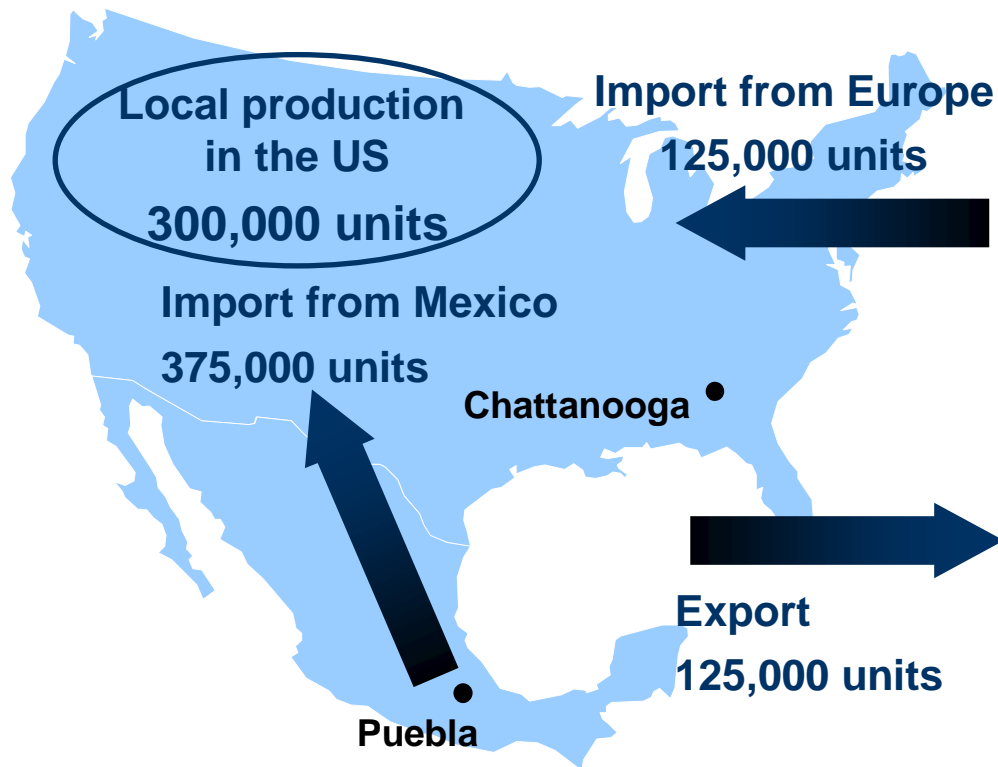 Local production
in the US
300,000 units
Import from Europe
125,000 units
Import from Mexico
375,000 units
Chattanooga
Export
125,000 units
Puebla